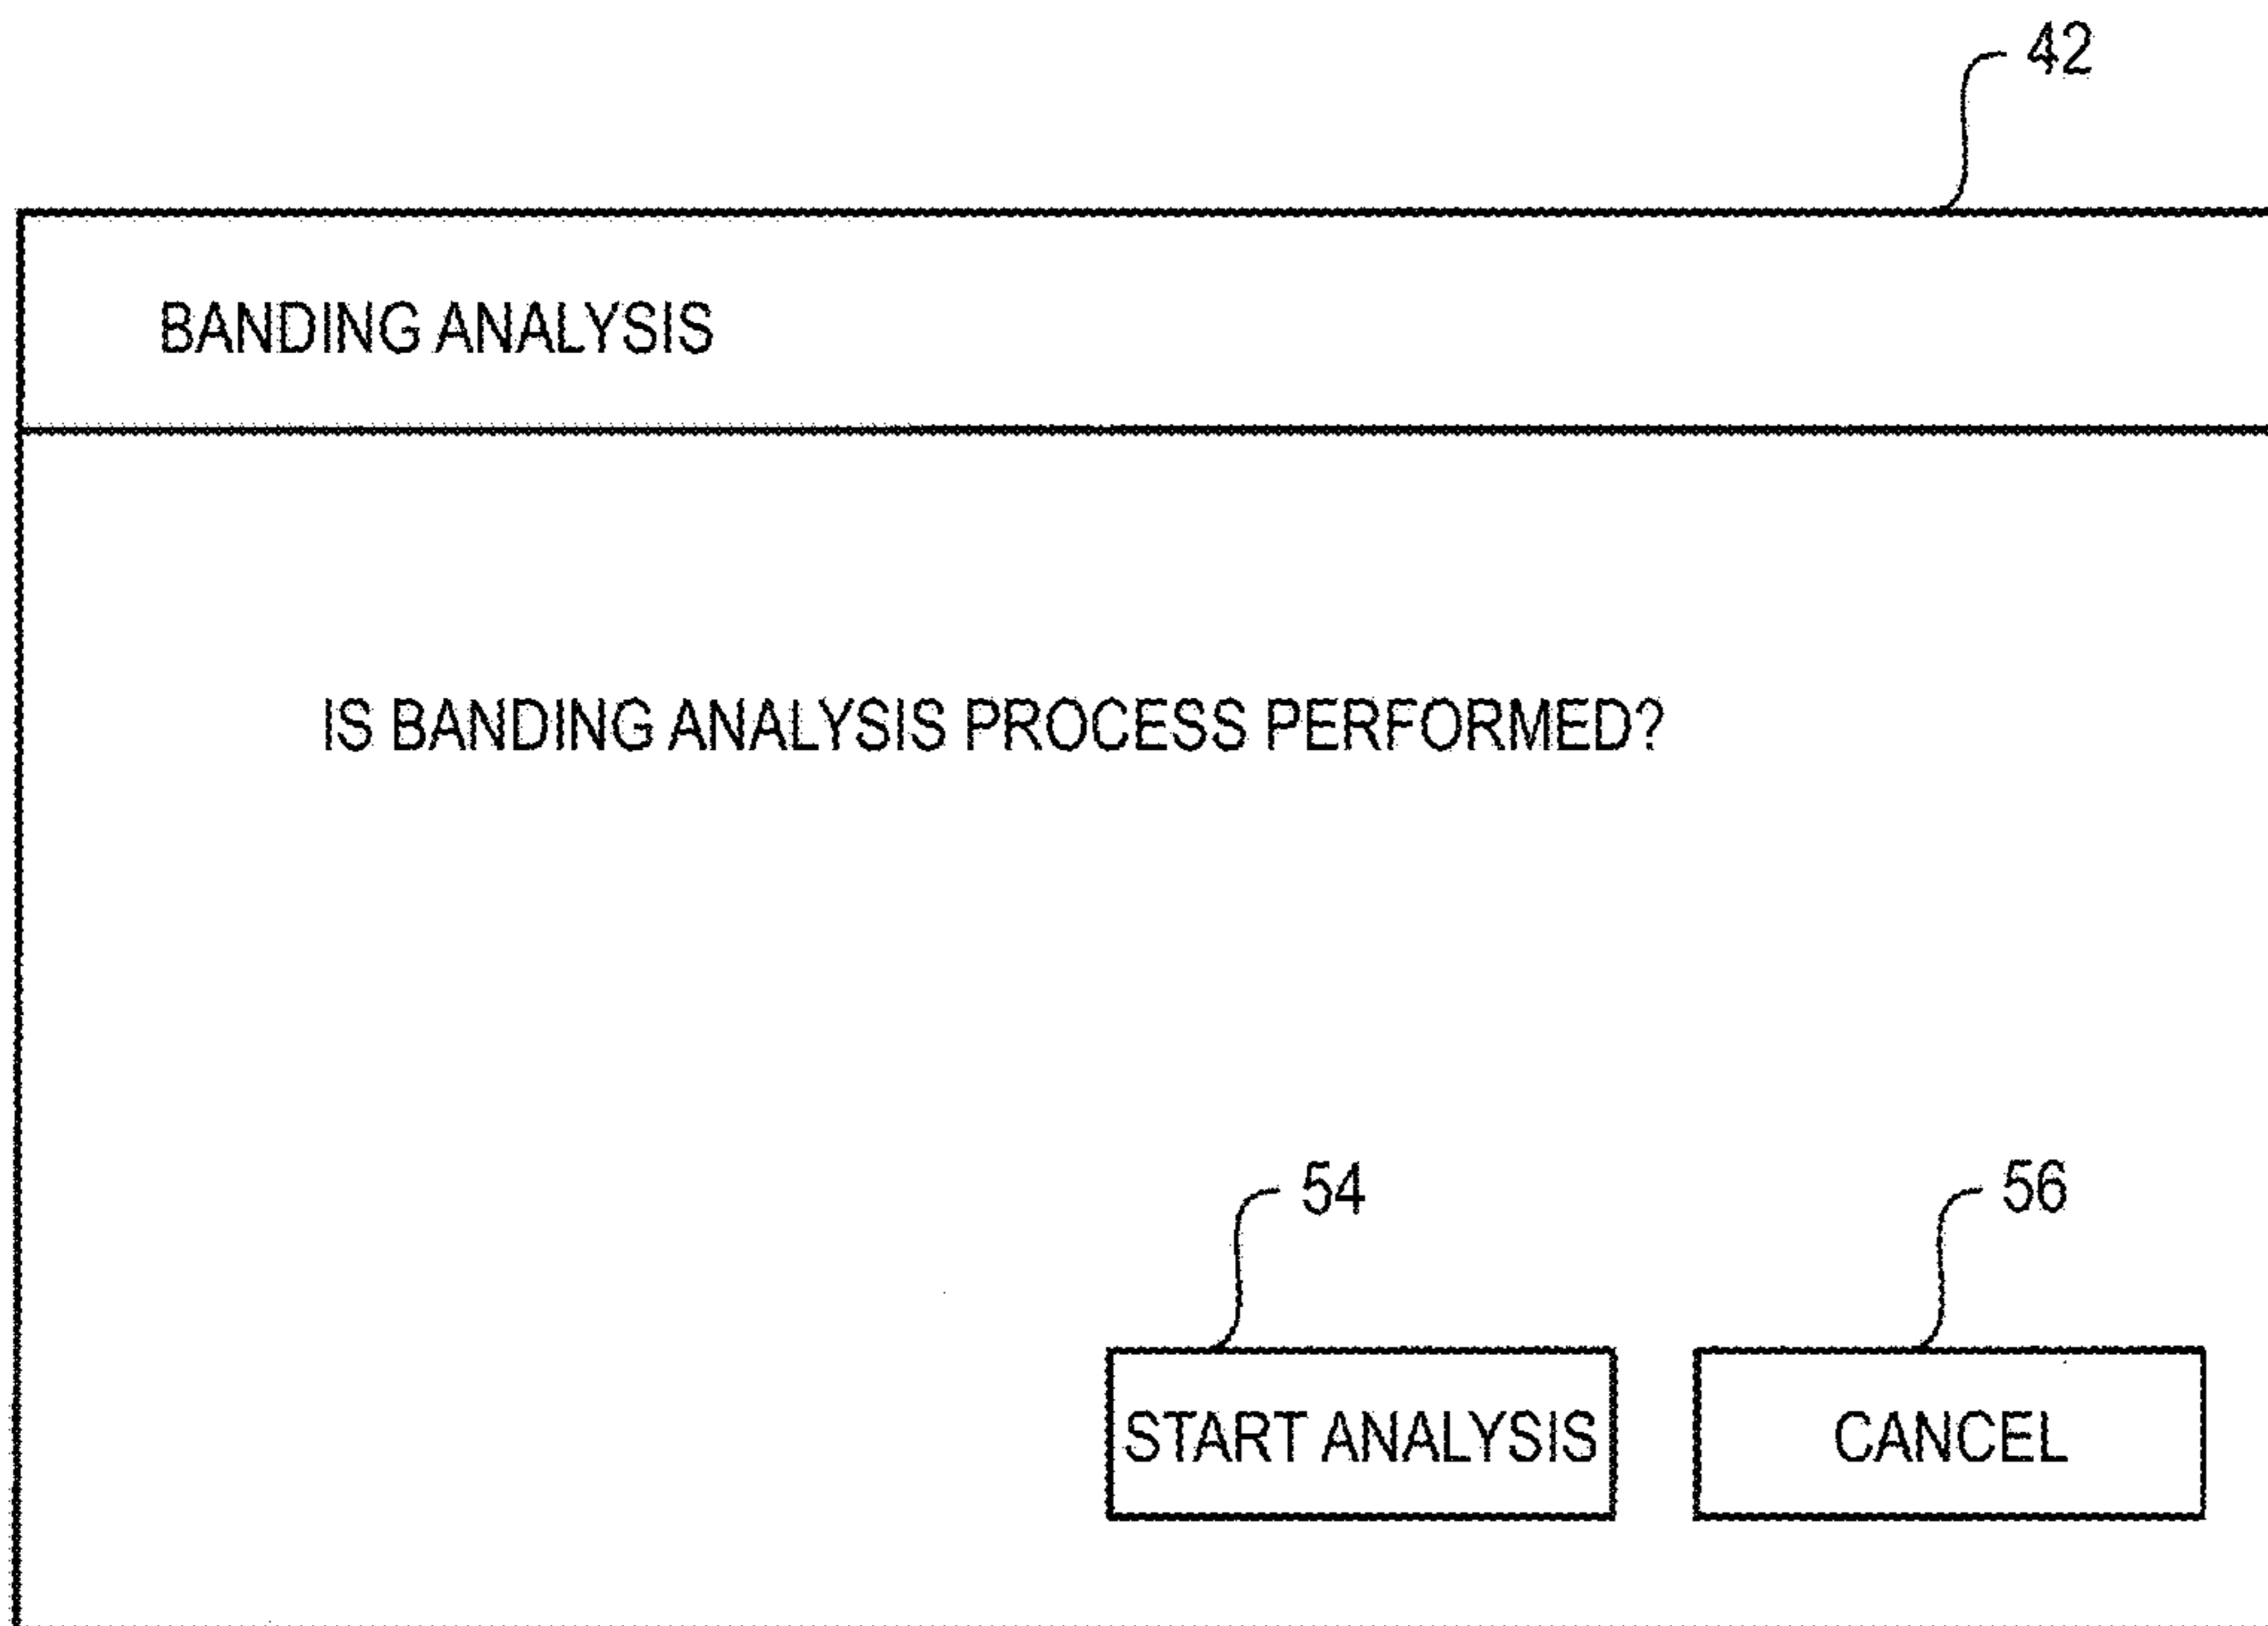 42
BANDING ANALYSIS
IS BANDING ANALYSIS PROCESS PERFORMED?
54 56
START ANALYSIS CANCEL